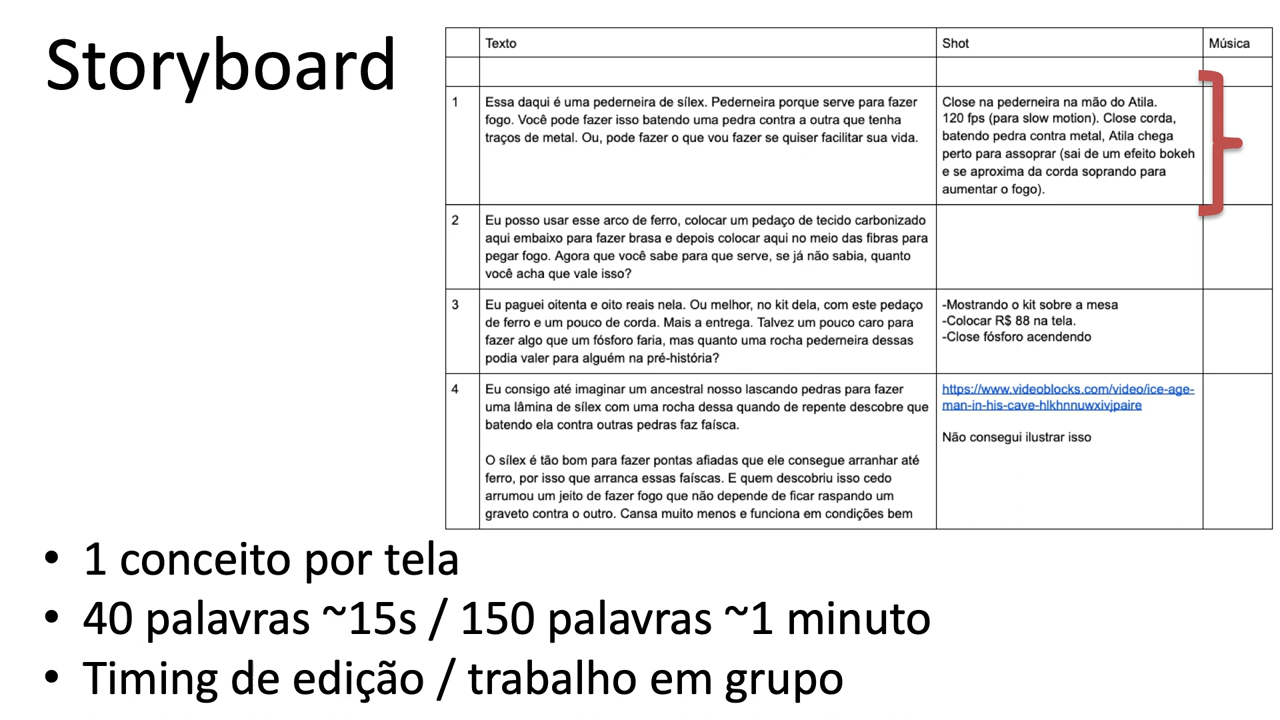 Storyboard
Texto
Shot
Música
1
Essa daqui é uma pederneira de sílex. Pederneira porque serve para fazer
fogo. Você pode fazer isso batendo uma pedra contra a outra que tenha
traços de metal. Ou, pode fazer o que vou fazer se quiser facilitar sua vida.
Close na pederneira na mão do Atila.
120 fps (para slow motion). Close corda,
batendo pedra contra metal, Atila chega
perto para assoprar (sai de um efeito bokeh
e se aproxima da corda soprando para
aumentar o fogo).
2
Eu posso usar esse arco de ferro, colocar um pedaço de tecido carbonizado
aqui embaixo para fazer brasa e depois colocar aqui no meio das fibras para
pegar fogo. Agora que você sabe para que serve, se já não sabia, quanto
você acha que vale isso?
3
Eu paguei oitenta e oito reais nela. Ou melhor, no kit dela, com este pedaço
de ferro e um pouco de corda. Mais a entrega. Talvez um pouco caro para
fazer algo que um fósforo faria, mas quanto uma rocha pederneira dessas
podia valer para alguém na pré-história?
-Mostrando o kit sobre a mesa
-Colocar R$ 88 na tela.
-Close fósforo acendendo
4
Eu consigo até imaginar um ancestral nosso lascando pedras para fazer
uma lâmina de sílex com uma rocha dessa quando de repente descobre que
batendo ela contra outras pedras faz faísca.
O sílex é tão bom para fazer pontas afiadas que ele consegue arranhar até
ferro, por isso que arranca essas faíscas. E quem descobriu isso cedo
arrumou um jeito de fazer fogo que não depende de ficar raspando um
graveto contra o outro. Cansa muito menos e funciona em condições bem
https://www.videoblocks.com/video/ice-age-
man-in-his-cave-hlkhnnuwxivjpaire
Não consegui ilustrar isso
• 1 conceito por tela
• 40 palavras ~15s / 150 palavras ~1 minuto
• Timing de edição / trabalho em grupo